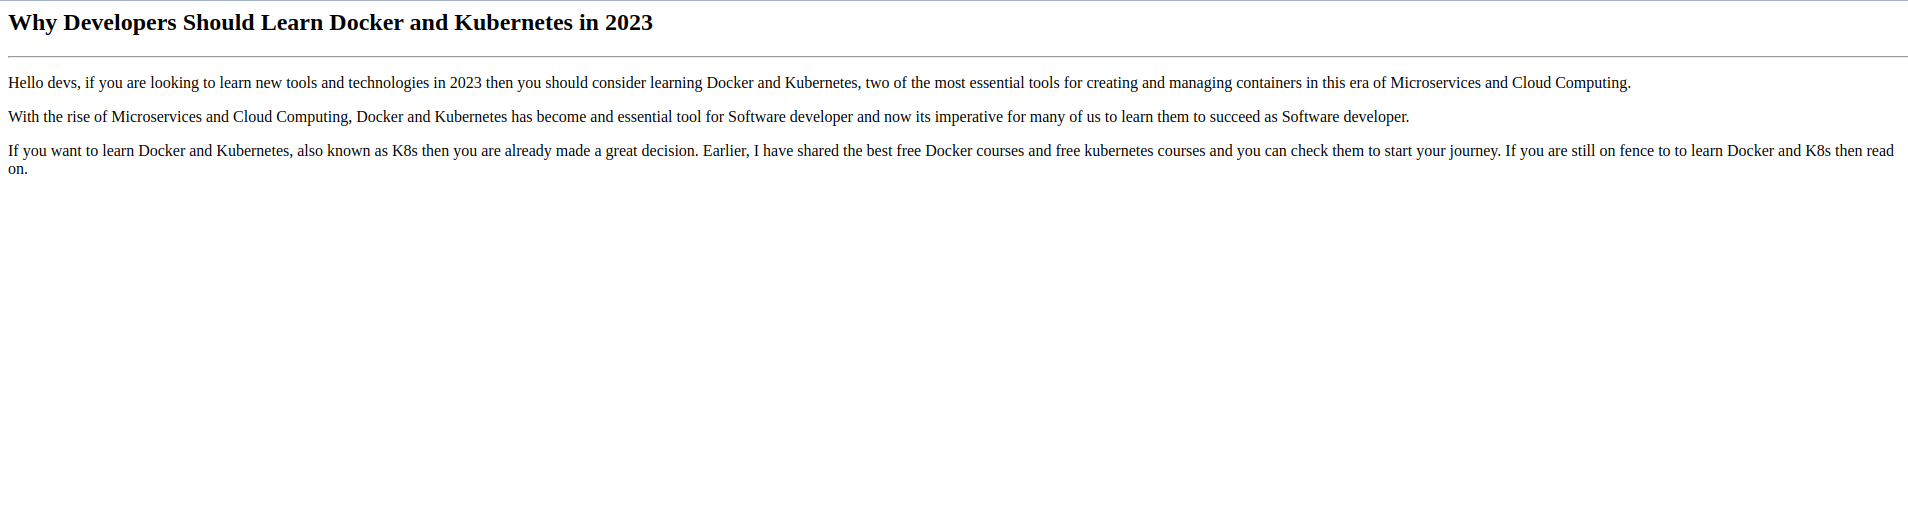 Why Developers Should Learn Docker and Kubernetes in 2023
Hello devs, if you are looking to learn new tools and technologies in 2023 then you should consider learning Docker and Kubernetes, two of the most essential tools for creating and managing containers in this era of Microservices and Cloud Computing.
With the rise of Microservices and Cloud Computing, Docker and Kubernetes has become and essential tool for Software developer and now its imperative for many of us to learn them to succeed as Software developer.
If you want to learn Docker and Kubernetes, also known as K8s then you are already made a great decision. Earlier, I have shared the best free Docker courses and free kubernetes courses and you can check them to start your journey. If you are still on fence to to learn Docker and K8s then read
on.